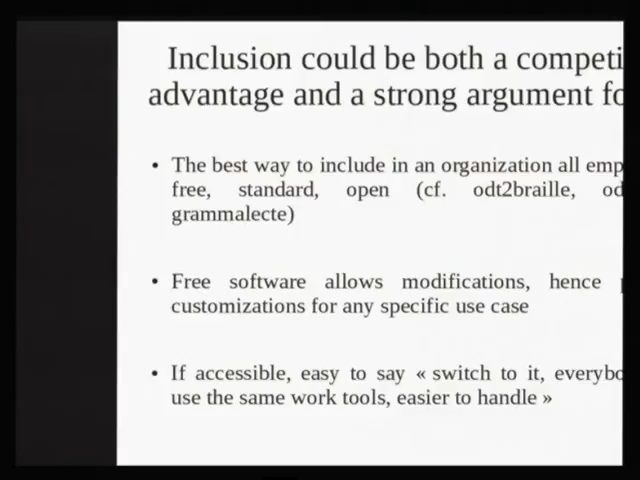 Inclusion could be both a competi
advantage and a strong argument fo
• The best way to include in an organization all emp
free, standard, open (cf. odt2braille, od
grammalecte)
• Free software allows modifications, hence p
customizations for any specific use case
• If accessible, easy to say « switch to it, everybo
use the same work tools, easier to handle »